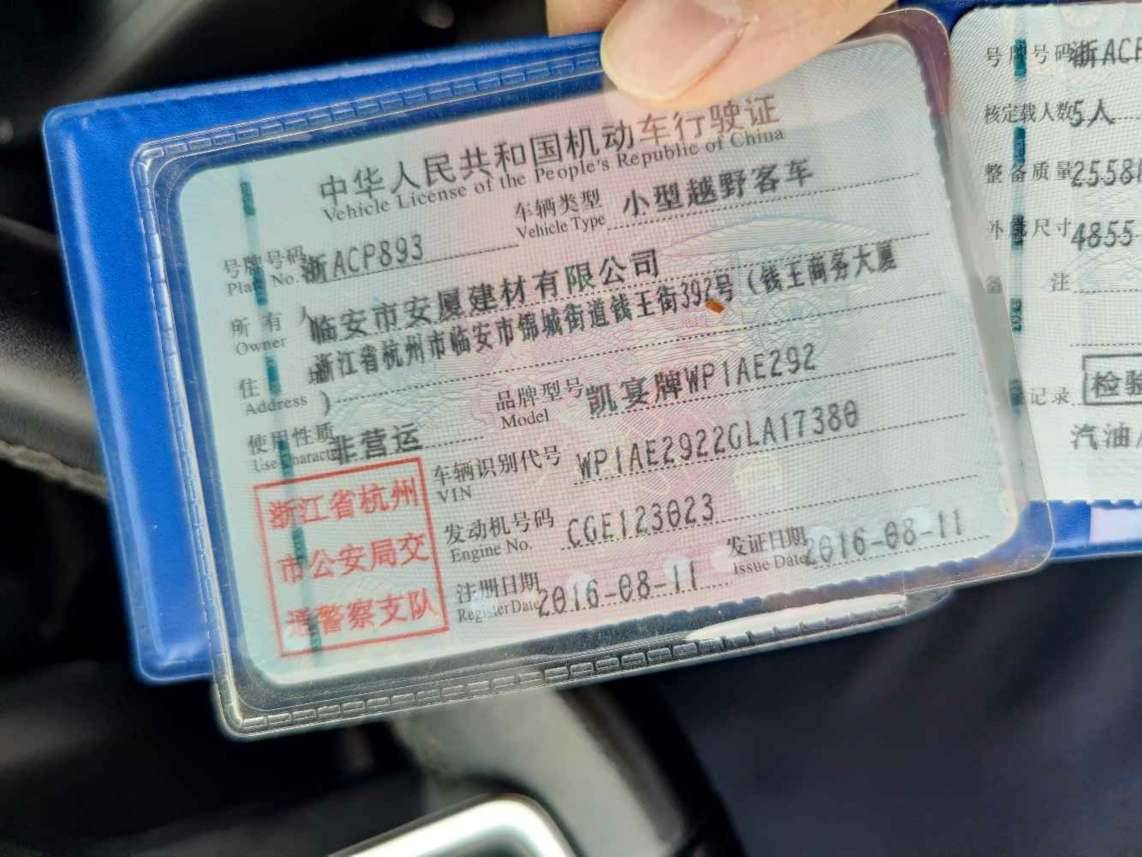 中华人民共和国机动车行驶证
Vehicle License of the People's Republic of China
号牌号码 浙ACP893 车辆类型 小型越野客车
Plate No. Vehicle Type
所有人 临安市安厦建材有限公司
Owner
住址 浙江省杭州市临安市锦城街道钱王街392号(钱王商务大厦
Address )
使用性质 非营运 品牌型号 凯宴牌WP1AE292
Use Character Model
车辆识别代号 WP1AE2922GLA17380
VIN
发动机号码 CGE123023
Engine No.
注册日期 2016-08-11 发证日期 2016-08-11
Register Date Issue Date
浙江省杭州
市公安局交
通警察支队
号牌号码 浙ACP
核定载人数 5人
整备质量 2558
外廓尺寸 4855
注
记录 检验
汽油